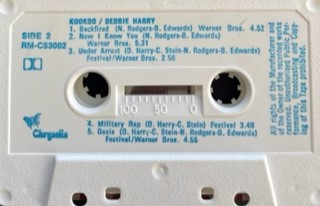 KOOKOO / DEBBIE HARRY
SIDE 2
RM-CS3002
1. Backfired (N. Rodgers-B. Edwards) Warner Bros. 4.52
2. Now I Know You (N. Rodgers-B. Edwards)
Warner Bros. 5.31
3. Under Arrest (D. Harry-C. Stein-N. Rodgers-B. Edwards)
Festival/Warner Bros. 2.56
100 50 0
4. Military Rap (D. Harry-C. Stein) Festival 3.49
5. Oasis (D. Harry-C. Stein-N. Rodgers-B. Edwards)
Festival/Warner Bros. 4.56
Chrysalis
All rights of the Manufacturer and
of the Owner of the recorded work
reserved. Unauthorised Public Per-
formance, Broadcasting and Copy-
ing of this Tape prohibited.